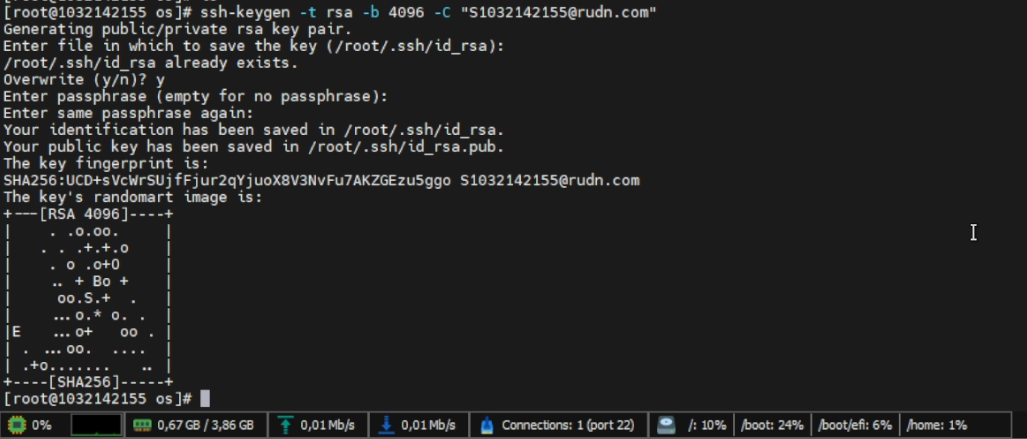 [root@1032142155 os]# ssh-keygen -t rsa -b 4096 -C "S1032142155@rudn.com"
Generating public/private rsa key pair.
Enter file in which to save the key (/root/.ssh/id_rsa):
/root/.ssh/id_rsa already exists.
Overwrite (y/n)? y
Enter passphrase (empty for no passphrase):
Enter same passphrase again:
Your identification has been saved in /root/.ssh/id_rsa.
Your public key has been saved in /root/.ssh/id_rsa.pub.
The key fingerprint is:
SHA256:UCD+sVcWrSUjfFjur2qYjuoX8V3NvFu7AKZGEzu5ggo S1032142155@rudn.com
The key's randomart image is:
+---[RSA 4096]----+
|     . .o.oo.    |
|    . . .+.+.o   |
|     . o .o+O    |
|     .. + Bo +   |
|      oo.S.+  .  |
|     ...o.* o. . |
|E    ...o+   oo .|
| .  ...oo.  .... |
| .+o.......   .. |
+----[SHA256]-----+
[root@1032142155 os]#
0% 0,67 GB / 3,86 GB 0,01 Mb/s 0,01 Mb/s Connections: 1 (port 22) /: 10% /boot: 24% /boot/efi: 6% /home: 1%